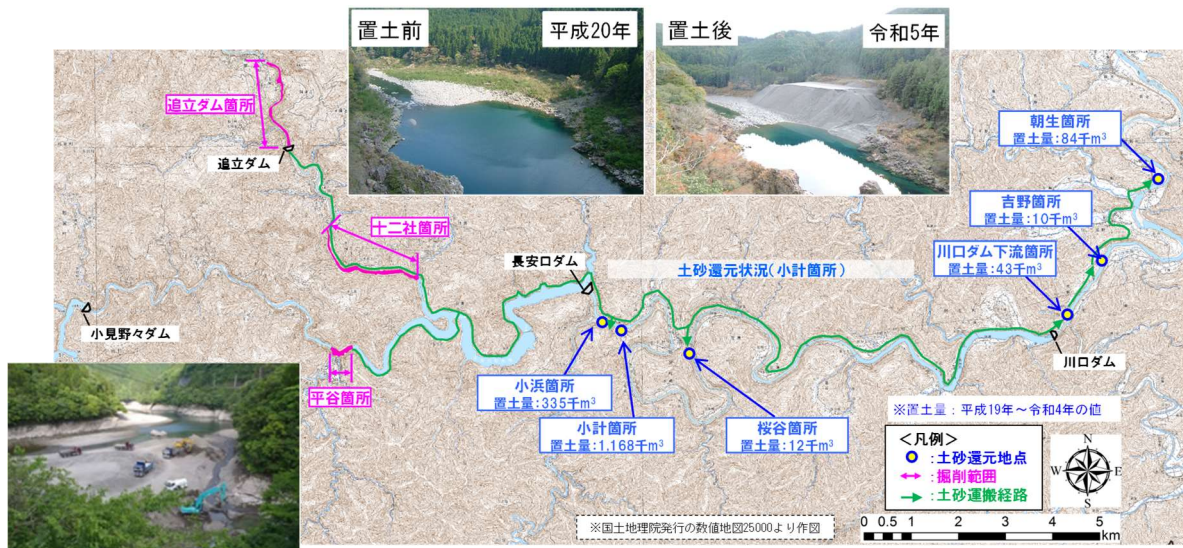 置土前
平成20年
置土後
令和5年
追立ダム箇所
追立ダム
十二社箇所
長安口ダム
土砂還元状況(小計箇所)
小見野々ダム
平谷箇所
小浜箇所
置土量:335千m³
小計箇所
置土量:1,168千m³
桜谷箇所
置土量:12千m³
朝生箇所
置土量:84千m³
吉野箇所
置土量:10千m³
川口ダム下流箇所
置土量:43千m³
川口ダム
※置土量:平成19年~令和4年の値
<凡例>
:土砂還元地点
:掘削範囲
:土砂運搬経路
N
W E
S
※国土地理院発行の数値地図25000より作図
0 0.5 1 2 3 4 5
km